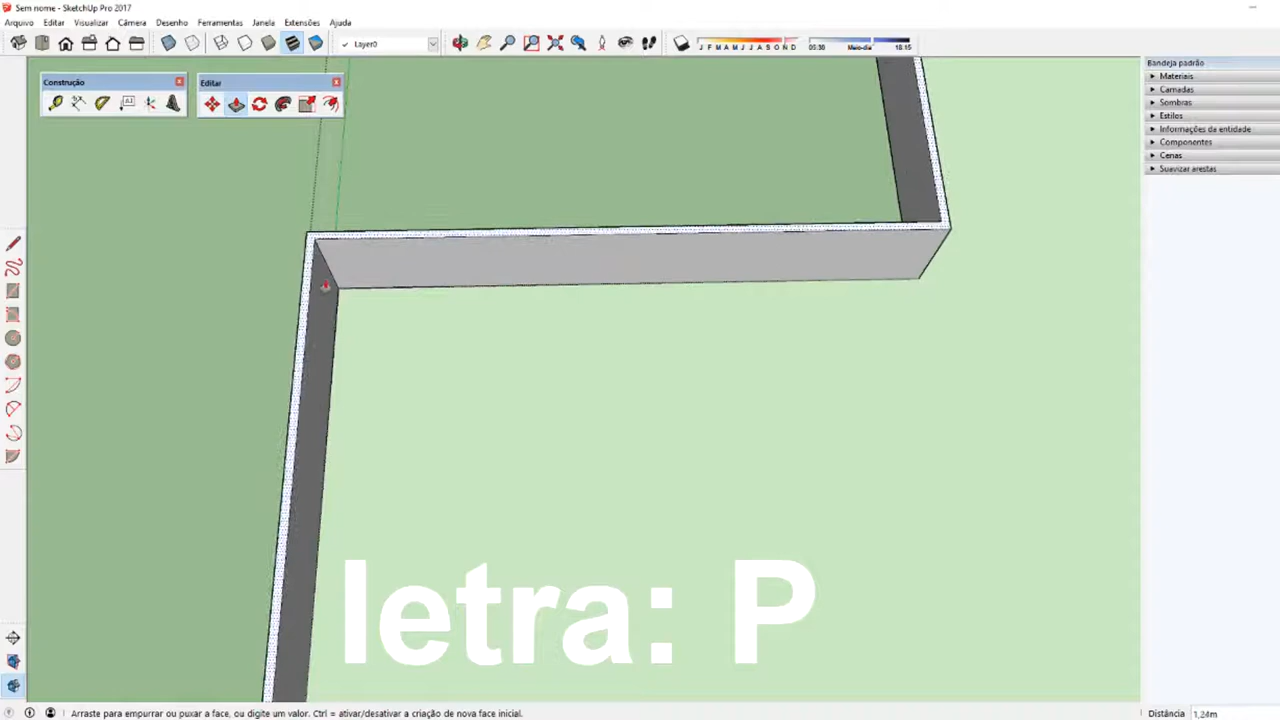 Sem nome - SketchUp Pro 2017
Arquivo Editar Visualizar Câmera Desenho Ferramentas Janela Extensões Ajuda
Layer0
J F M A M J J A S O N D
05:30 Meio-dia 18:15
Bandeja padrão
Construção
Editar
A1
Materiais
Camadas
Sombras
Estilos
Informações da entidade
Componentes
Cenas
Suavizar arestas
letra: P
Arraste para empurrar ou puxar a face, ou digite um valor. Ctrl = ativar/desativar a criação de nova face inicial.
Distância 1,24m